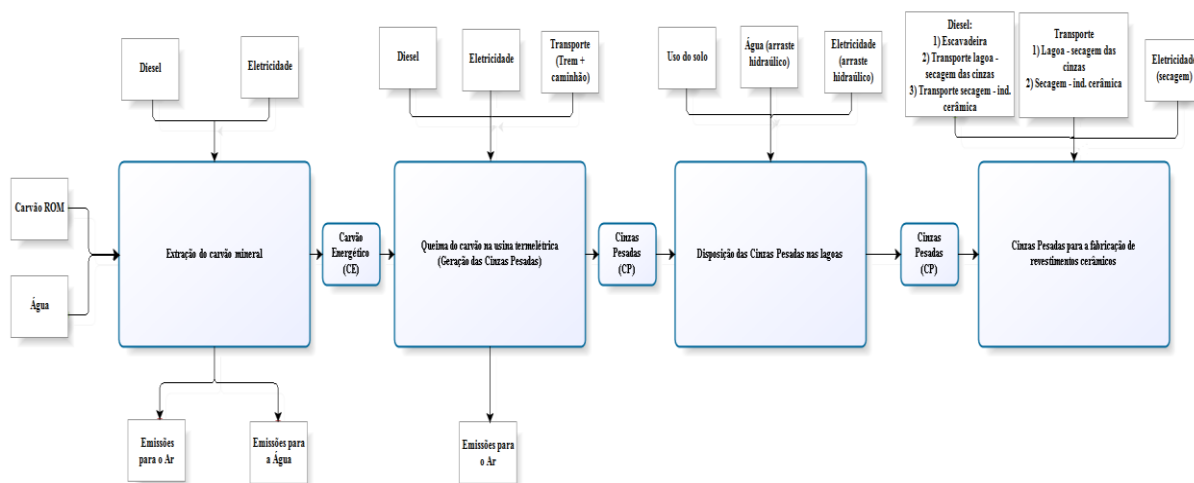 Diesel
Eletricidade
Diesel
Eletricidade
Transporte
(Trem +
caminhão)
Uso do solo
Água (arraste
hidraúlico)
Eletricidade
(arraste
hidraúlico)
Diesel:
1) Escavadeira
2) Transporte lagoa -
secagem das cinzas
3) Transporte secagem - ind.
cerâmica
Transporte
1) Lagoa - secagem das
cinzas
2) Secagem - ind. cerâmica
Eletricidade
(secagem)
Carvão ROM
Água
Extração do carvão mineral
Carvão
Energético
(CE)
Queima do carvão na usina termelétrica
(Geração das Cinzas Pesadas)
Cinzas
Pesadas
(CP)
Disposição das Cinzas Pesadas nas lagoas
Cinzas
Pesadas
(CP)
Cinzas Pesadas para a fabricação de
revestimentos cerâmicos
Emissões
para o Ar
Emissões para
a Água
Emissões para
o Ar